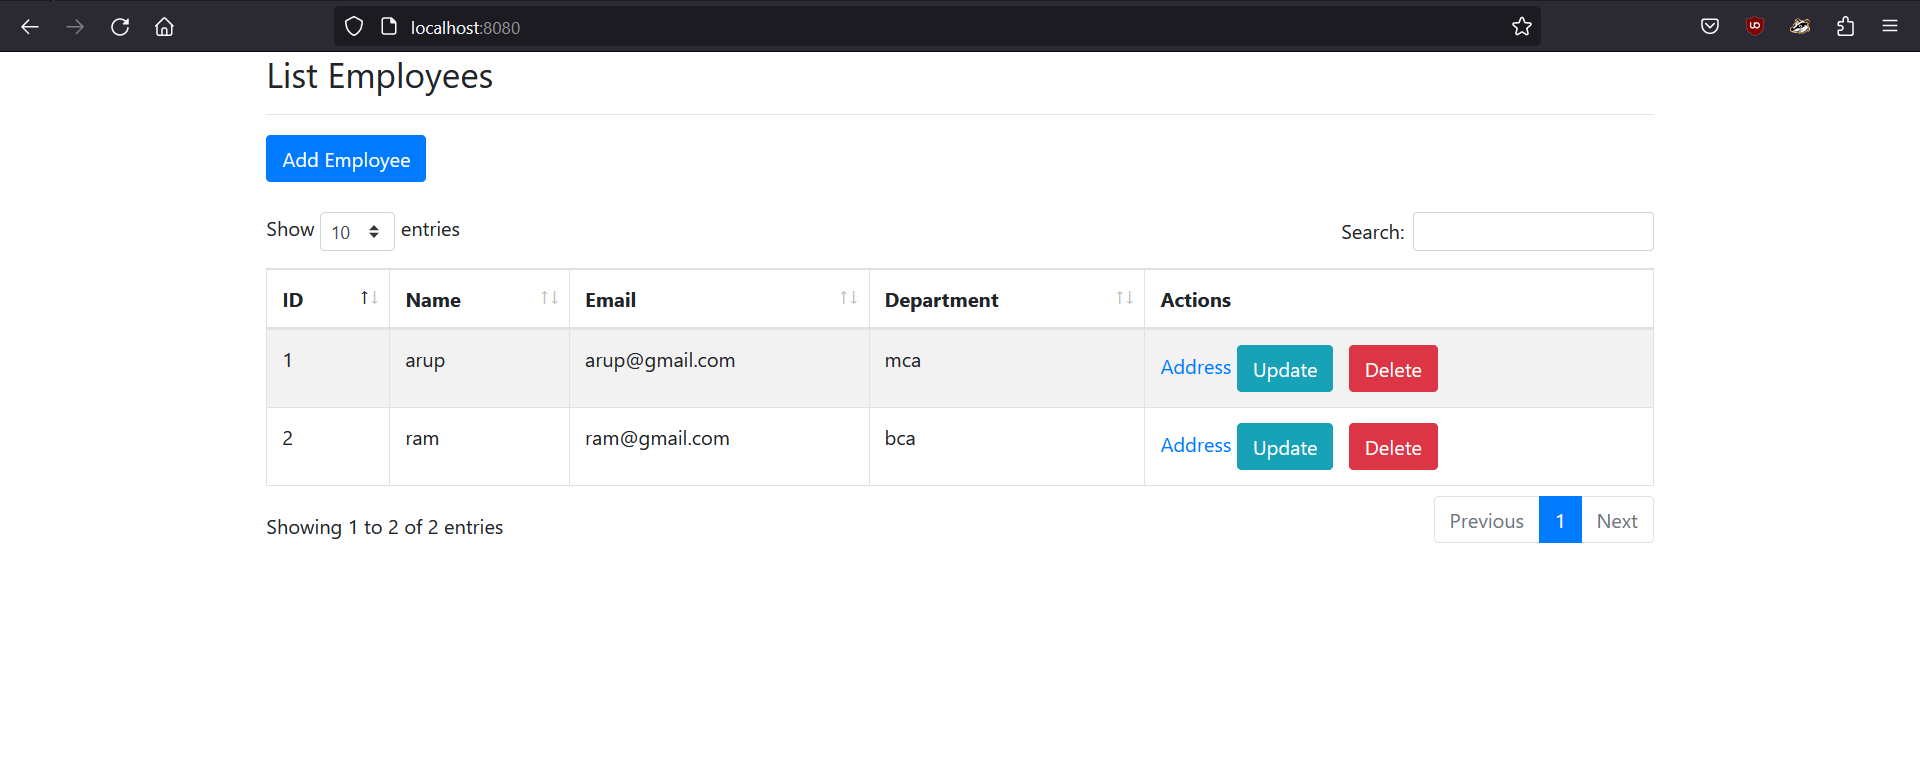 localhost:8080
List Employees
Add Employee
Show 10 entries Search:
ID Name Email Department Actions
1 arup arup@gmail.com mca Address Update Delete
2 ram ram@gmail.com bca Address Update Delete
Showing 1 to 2 of 2 entries Previous 1 Next